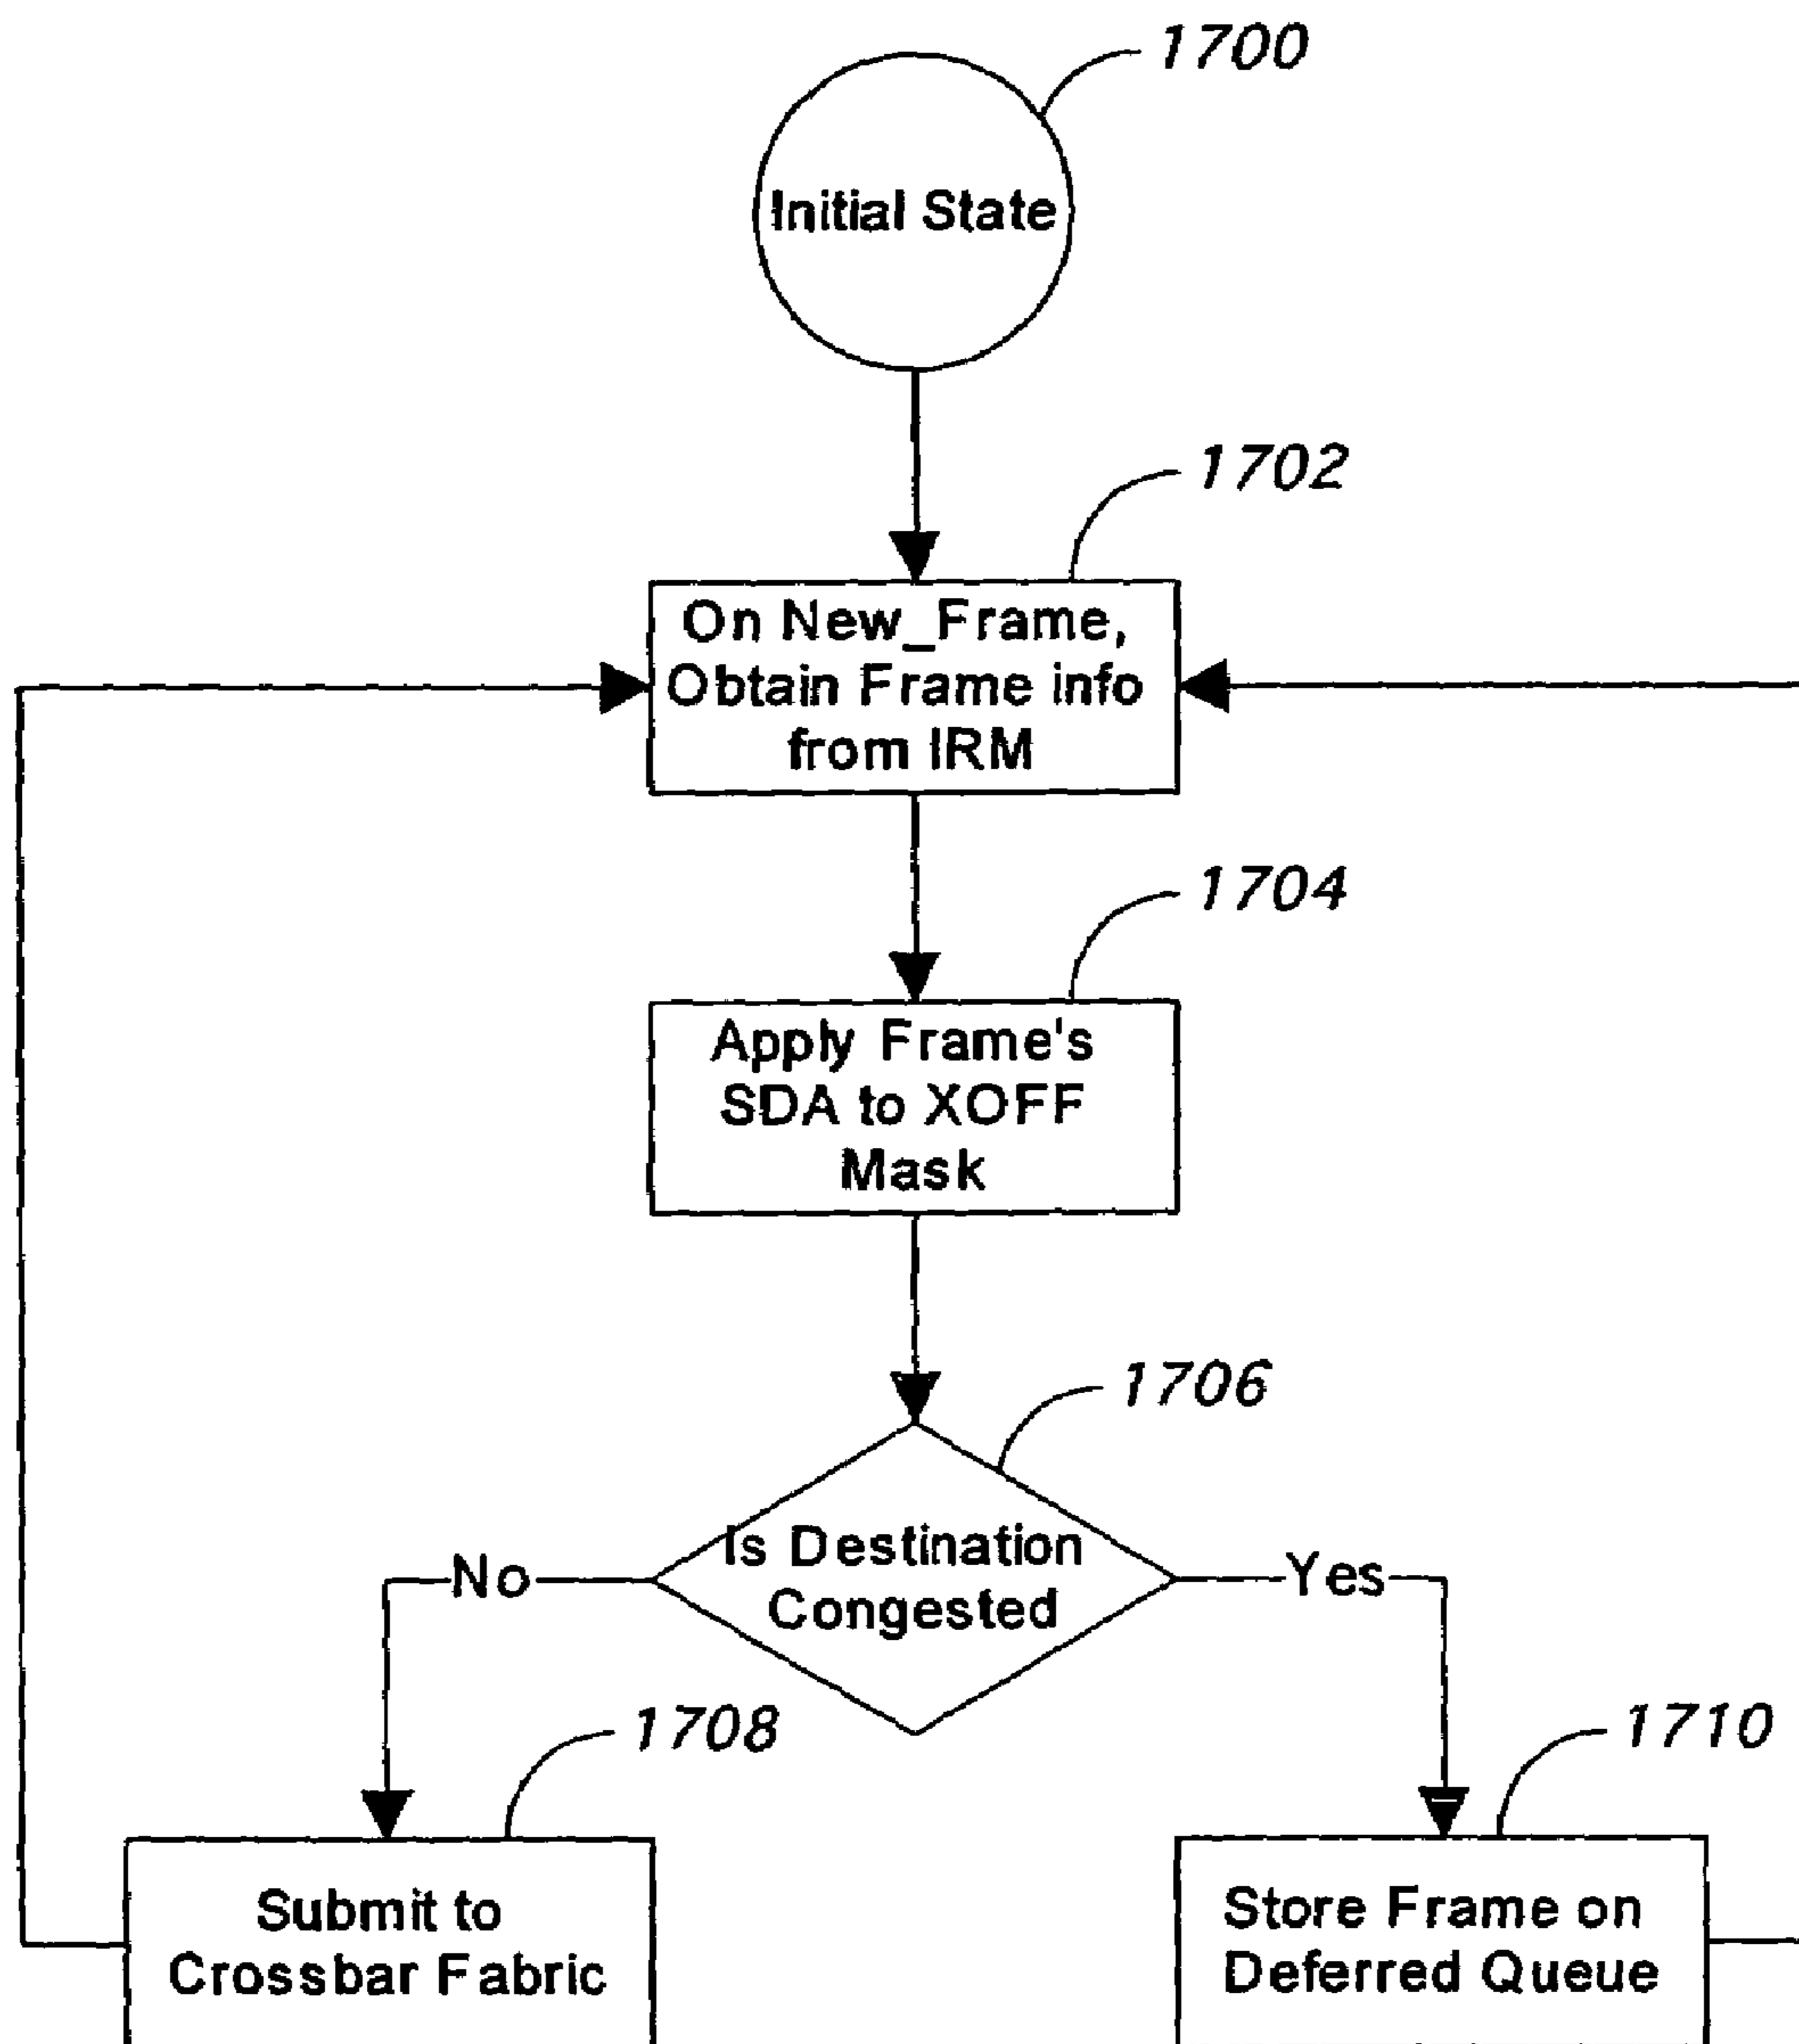 1700
Initial State
1702
On New_Frame,
Obtain Frame info
from IRM
1704
Apply Frame's
SDA to XOFF
Mask
1706
Is Destination
Congested
No
Yes
1708
1710
Submit to
Crossbar Fabric
Store Frame on
Deferred Queue